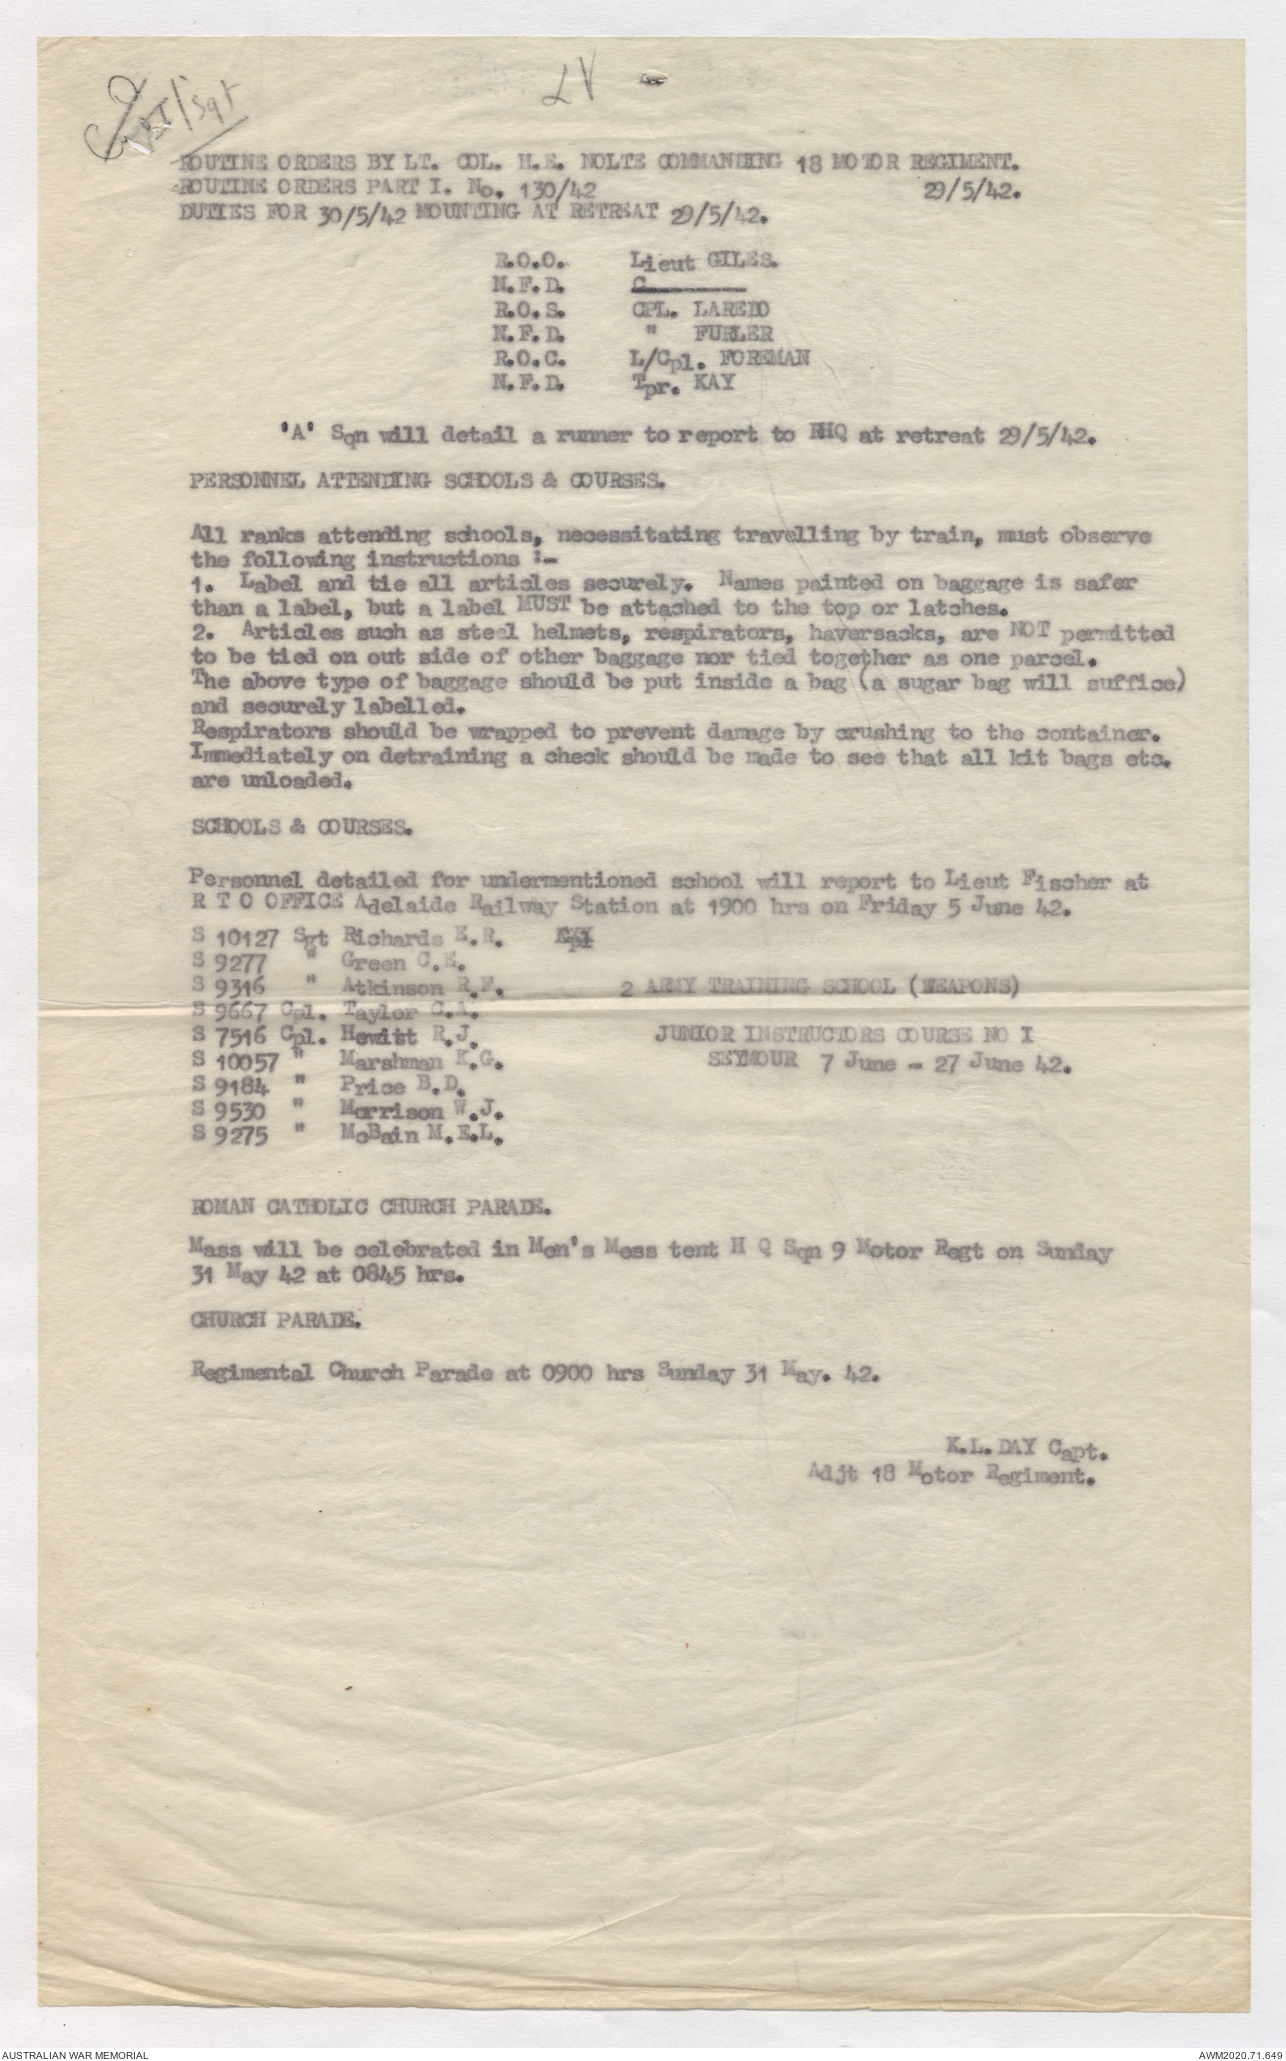 LV
Sgt
ROUTINE ORDERS BY LT. COL. H.E. NOLTE COMMANDING 18 MOTOR REGIMENT.
ROUTINE ORDERS PART I. No. 130/42 29/5/42.
DUTIES FOR 30/5/42 MOUNTING AT RETREAT 29/5/42.
R.O.O. Lieut GILES.
N.F.D. C
R.O.S. CPL. LAREDO
N.F.D. " FURLER
R.O.C. L/Cpl. FOREMAN
N.F.D. Tpr. KAY
'A' Sqn will detail a runner to report to RHQ at retreat 29/5/42.
PERSONNEL ATTENDING SCHOOLS & COURSES.
All ranks attending schools, necessitating travelling by train, must observe
the following instructions :-
1. Label and tie all articles securely. Names painted on baggage is safer
than a label, but a label MUST be attached to the top or latches.
2. Articles such as steel helmets, respirators, haversacks, are NOT permitted
to be tied on out side of other baggage nor tied together as one parcel.
The above type of baggage should be put inside a bag (a sugar bag will suffice)
and securely labelled.
Respirators should be wrapped to prevent damage by crushing to the container.
Immediately on detraining a check should be made to see that all kit bags etc.
are unloaded.
SCHOOLS & COURSES.
Personnel detailed for undermentioned school will report to Lieut Fischer at
R T O OFFICE Adelaide Railway Station at 1900 hrs on Friday 5 June 42.
S 10127 Sgt Richards E.R.
S 9277 " Green C.E.
S 9316 " Atkinson R.F. 2 ARMY TRAINING SCHOOL (WEAPONS)
S 9667 Cpl. Taylor C.A.
S 7516 Cpl. Hewitt R.J. JUNIOR INSTRUCTORS COURSE NO I
S 10057 " Marshman K.G. SEYMOUR 7 June - 27 June 42.
S 9184 " Price B.D.
S 9530 " Morrison W.J.
S 9275 " McBain M.E.L.
ROMAN CATHOLIC CHURCH PARADE.
Mass will be celebrated in Men's Mess tent H Q Sqn 9 Motor Regt on Sunday
31 May 42 at 0845 hrs.
CHURCH PARADE.
Regimental Church Parade at 0900 hrs Sunday 31 May. 42.
K.L.DAY Capt.
Adjt 18 Motor Regiment.
AUSTRALIAN WAR MEMORIAL AWM2020.71.649